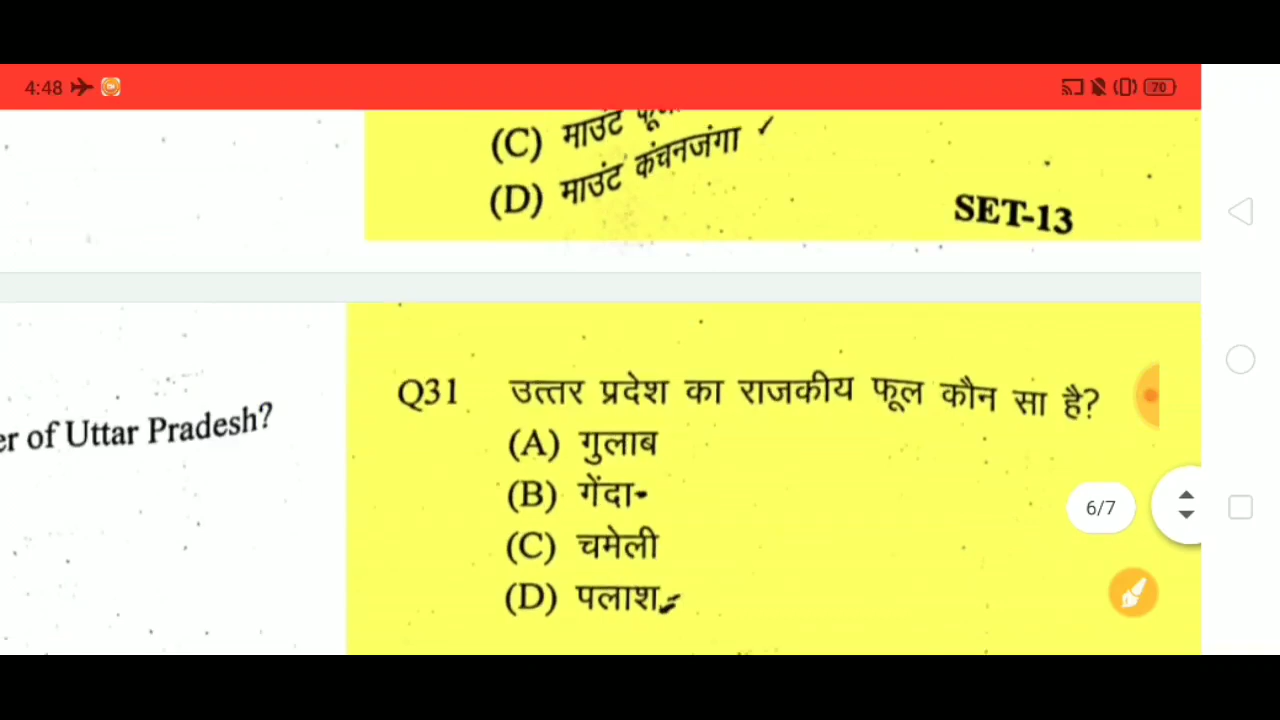 4:48
70
(C) माउंट
(D) माउंट कंचनजंगा
SET-13
er of Uttar Pradesh?
Q31 उत्तर प्रदेश का राजकीय फूल कौन सा है?
(A) गुलाब
(B) गेंदा
(C) चमेली
(D) पलाश
6/7